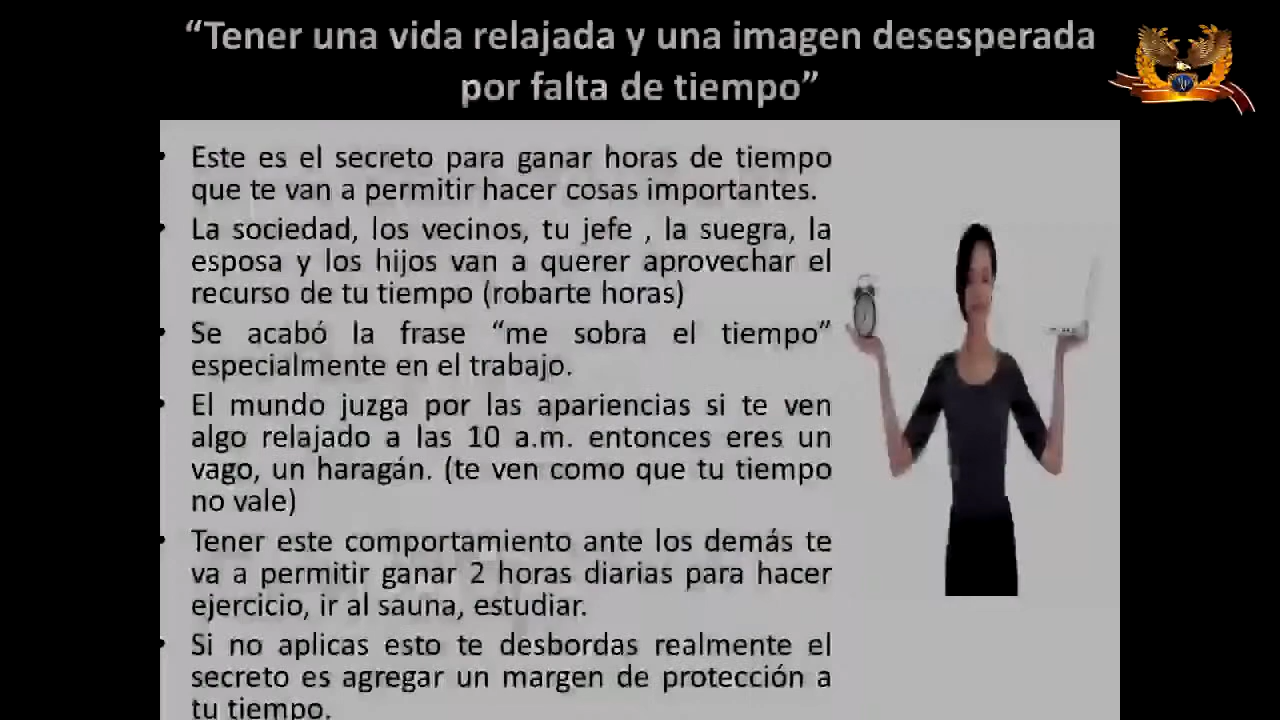 “Tener una vida relajada y una imagen desesperada
por falta de tiempo”
• Este es el secreto para ganar horas de tiempo
que te van a permitir hacer cosas importantes.
• La sociedad, los vecinos, tu jefe , la suegra, la
esposa y los hijos van a querer aprovechar el
recurso de tu tiempo (robarte horas)
• Se acabó la frase “me sobra el tiempo”
especialmente en el trabajo.
• El mundo juzga por las apariencias si te ven
algo relajado a las 10 a.m. entonces eres un
vago, un haragán. (te ven como que tu tiempo
no vale)
• Tener este comportamiento ante los demás te
va a permitir ganar 2 horas diarias para hacer
ejercicio, ir al sauna, estudiar.
• Si no aplicas esto te desbordas realmente el
secreto es agregar un margen de protección a
tu tiempo.